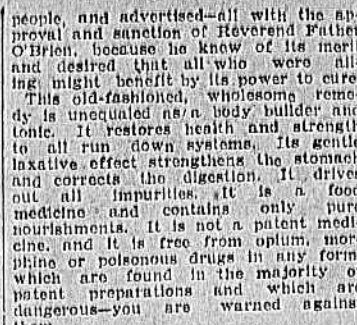 people, and advertised—all with the ap
proval and sanction of Reverend Father
O'Brien, because he knew of its meri
and desired that all who were ail
ing might benefit by its power to cure
This old-fashioned, wholesome reme
dy is unequaled as a body builder and
tonic. It restores health and strength
to all run down systems. Its gentle
laxative effect strengthens the stomach
and corrects the digestion. It drives
out all impurities. It is a food
medicine and contains only pure
nourishments. It is not a patent medi
cine, and it is free from opium, mor
phine or poisonous drugs in any form
which are found in the majority of
patent preparations and which are
dangerous—you are warned agains